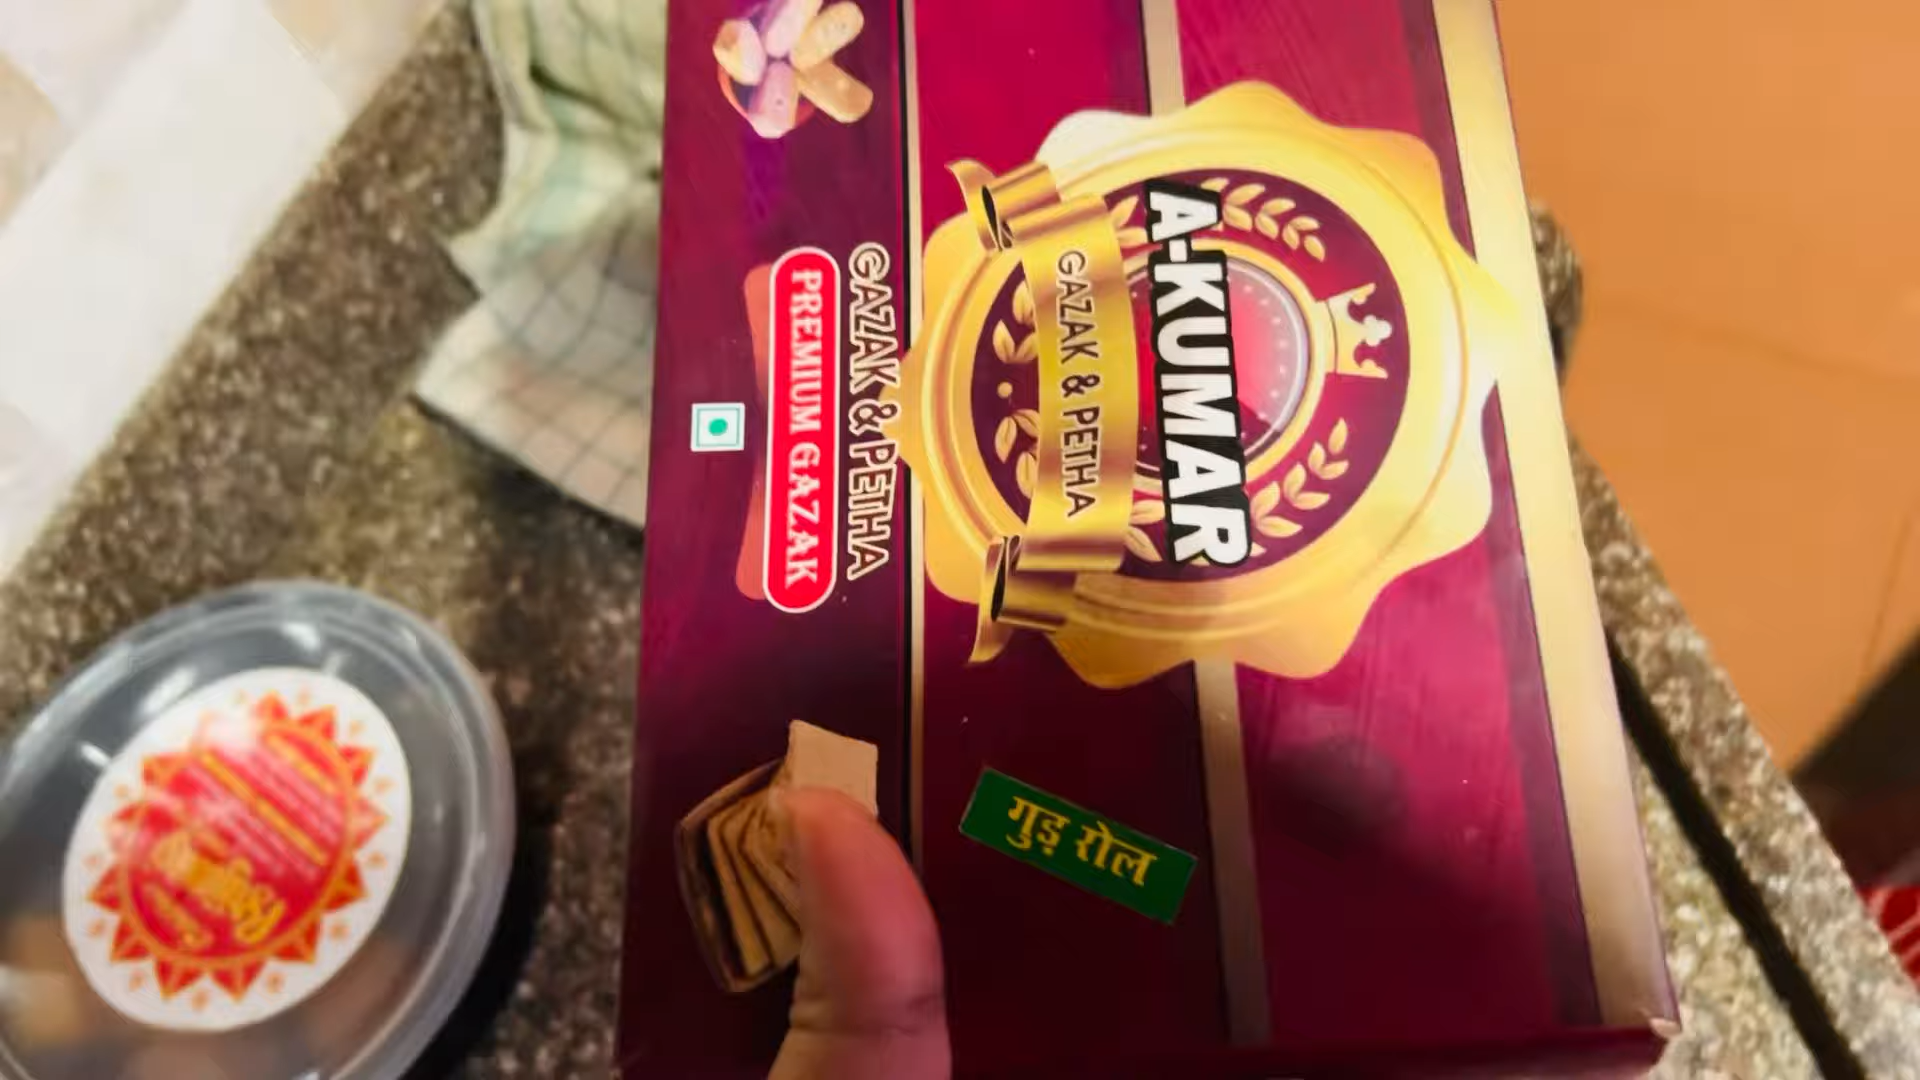 A-KUMAR
GAZAK & PETHA
GAZAK & PETHA
PREMIUM GAZAK
गुड़ रोल